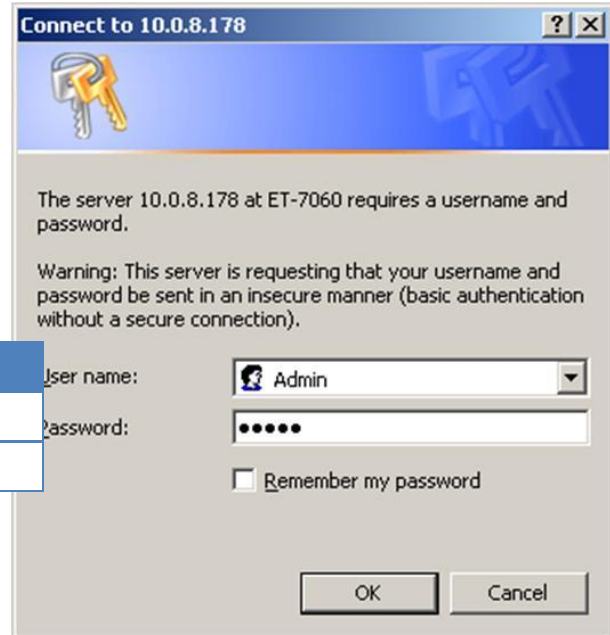 Connect to 10.0.8.178
The server 10.0.8.178 at ET-7060 requires a username and
password.
Warning: This server is requesting that your username and
password be sent in an insecure manner (basic authentication
without a secure connection).
User name:
Admin
Password:
●●●●●
Remember my password
OK
Cancel